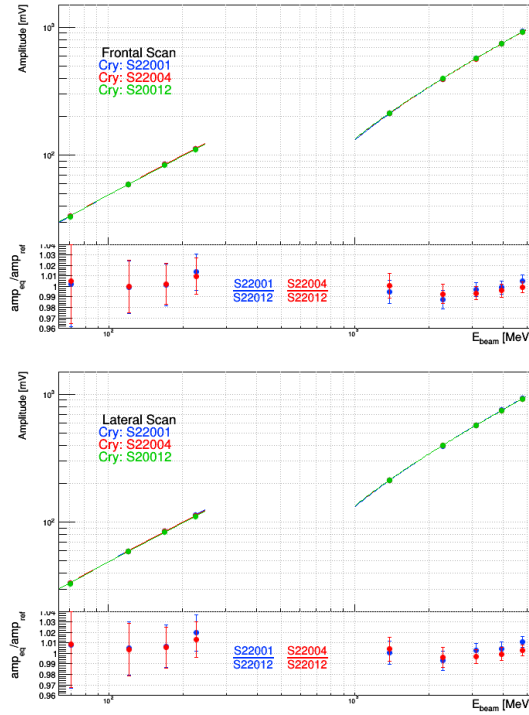 Amplitude [mV]
10³
Frontal Scan
Cry: S22001
Cry: S22004
Cry: S20012
10²
amp_eq/amp_ref
1.04
1.03
1.02
1.01
1
0.99
0.98
0.97
0.96
S22001 S22004
S22012 S22012
10² 10³
E_beam [MeV]
Amplitude [mV]
10³
Lateral Scan
Cry: S22001
Cry: S22004
Cry: S20012
10²
amp_eq/amp_ref
1.04
1.03
1.02
1.01
1
0.99
0.98
0.97
0.96
S22001 S22004
S22012 S22012
10² 10³
E_beam [MeV]